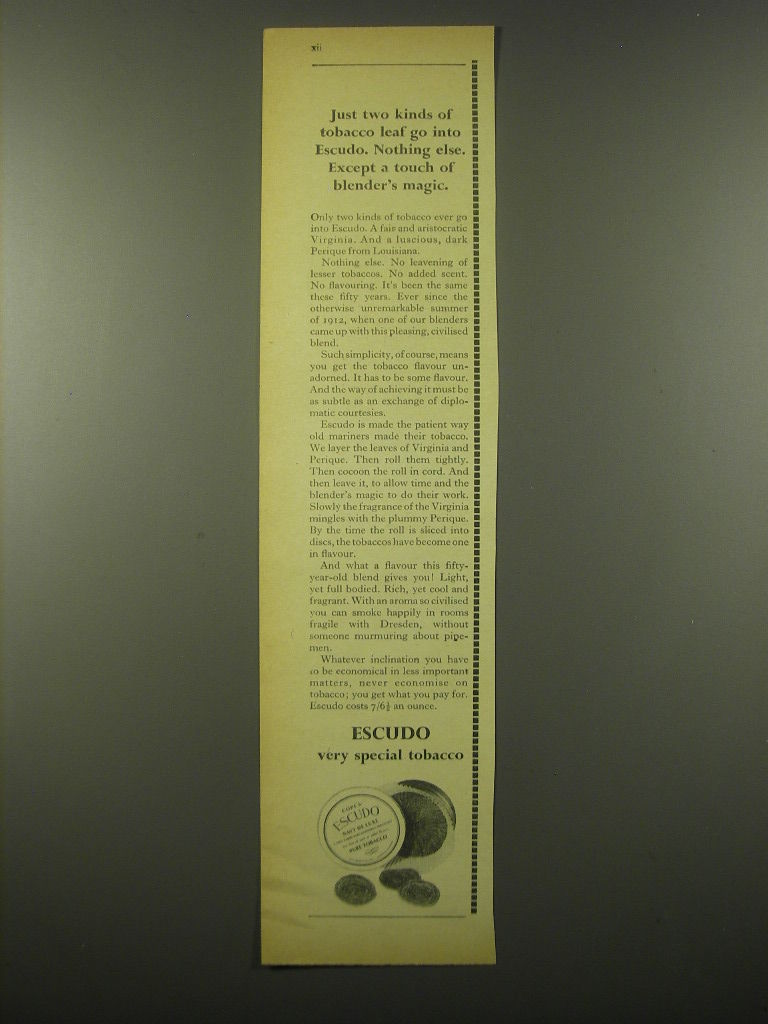 xii
Just two kinds of
tobacco leaf go into
Escudo. Nothing else.
Except a touch of
blender's magic.
Only two kinds of tobacco ever go
into Escudo. A fair and aristocratic
Virginia. And a luscious, dark
Perique from Louisiana.
Nothing else. No leavening of
lesser tobaccos. No added scent.
No flavouring. It's been the same
these fifty years. Ever since the
otherwise unremarkable summer
of 1912, when one of our blenders
came up with this pleasing, civilised
blend.
Such simplicity, of course, means
you get the tobacco flavour un-
adorned. It has to be some flavour.
And the way of achieving it must be
as subtle as an exchange of diplo-
matic courtesies.
Escudo is made the patient way
old mariners made their tobacco.
We layer the leaves of Virginia and
Perique. Then roll them tightly.
Then cocoon the roll in cord. And
then leave it, to allow time and the
blender's magic to do their work.
Slowly the fragrance of the Virginia
mingles with the plummy Perique.
By the time the roll is sliced into
discs, the tobaccos have become one
in flavour.
And what a flavour this fifty-
year-old blend gives you! Light,
yet full bodied. Rich, yet cool and
fragrant. With an aroma so civilised
you can smoke happily in rooms
fragile with Dresden, without
someone murmuring about pipe-
men.
Whatever inclination you have
to be economical in less important
matters, never economise on
tobacco; you get what you pay for.
Escudo costs 7/6½ an ounce.
ESCUDO
very special tobacco
COPE'S
ESCUDO
NAVY DE LUXE
PURE TOBACCO